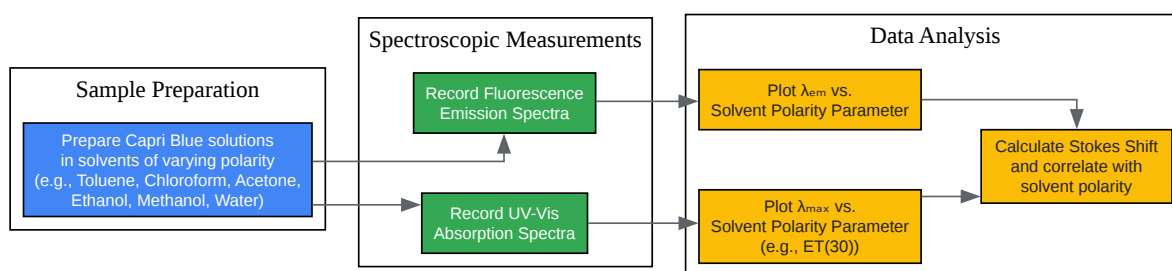 Sample Preparation
Prepare Capri Blue solutions
in solvents of varying polarity
(e.g., Toluene, Chloroform, Acetone,
Ethanol, Methanol, Water)
Spectroscopic Measurements
Record Fluorescence
Emission Spectra
Record UV-Vis
Absorption Spectra
Data Analysis
Plot λₑₘ vs.
Solvent Polarity Parameter
Plot λₘₐₓ vs.
Solvent Polarity Parameter
(e.g., ET(30))
Calculate Stokes Shift
and correlate with
solvent polarity